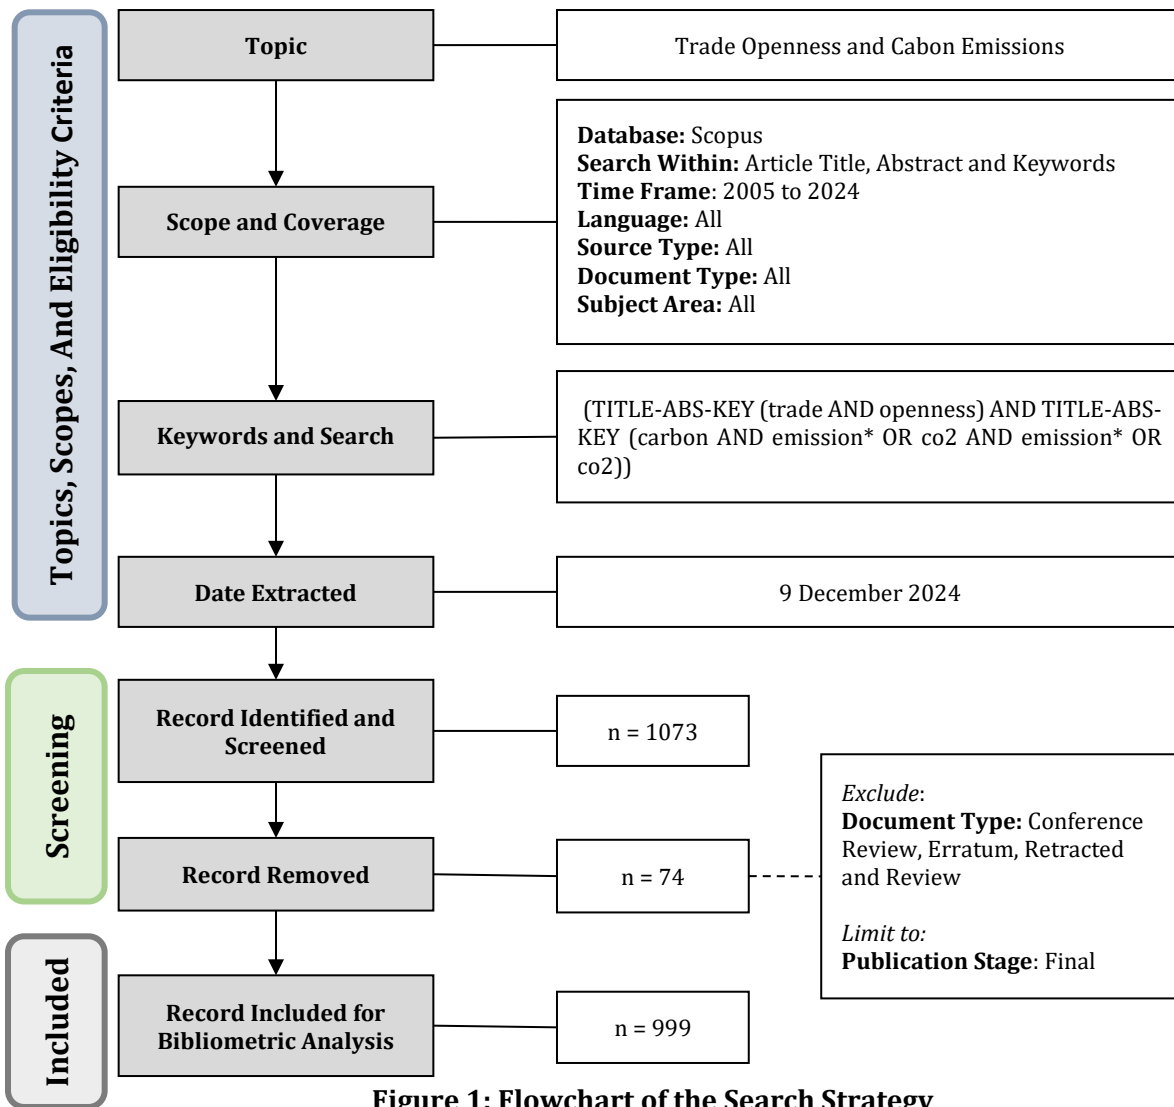 Topics, Scopes, And Eligibility Criteria
Topic
Trade Openness and Cabon Emissions
Scope and Coverage
Database: Scopus
Search Within: Article Title, Abstract and Keywords
Time Frame: 2005 to 2024
Language: All
Source Type: All
Document Type: All
Subject Area: All
Keywords and Search
(TITLE-ABS-KEY (trade AND openness) AND TITLE-ABS-
KEY (carbon AND emission* OR co2 AND emission* OR
co2))
Date Extracted
9 December 2024
Screening
Record Identified and
Screened
n = 1073
Record Removed
n = 74
Exclude:
Document Type: Conference
Review, Erratum, Retracted
and Review
Limit to:
Publication Stage: Final
Included
Record Included for
Bibliometric Analysis
n = 999
Figure 1: Flowchart of the Search Strategy